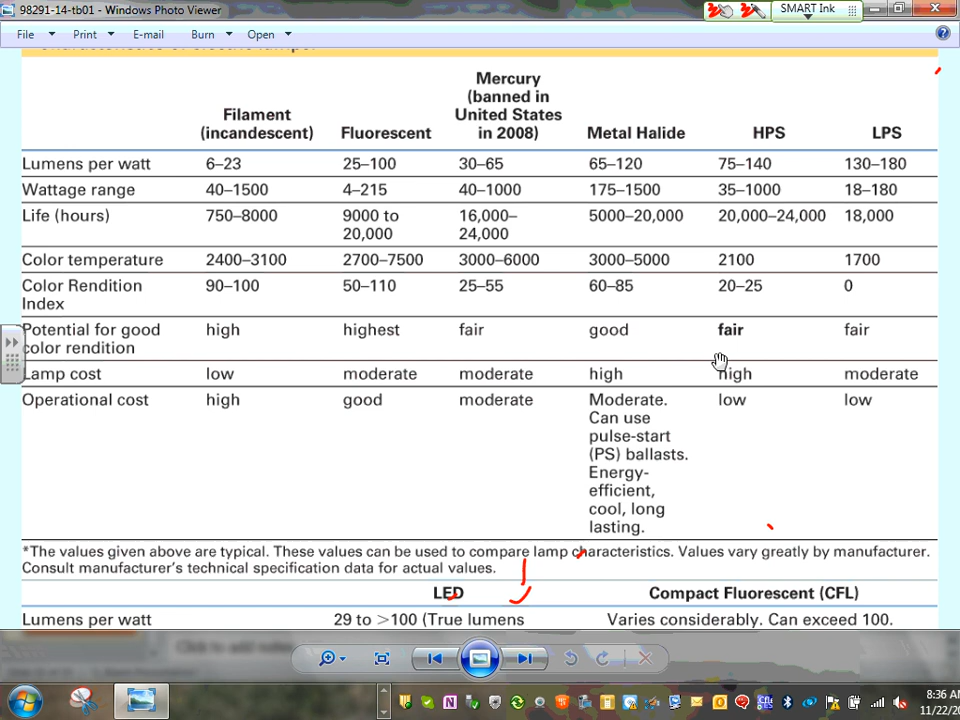 98291-14-tb01 - Windows Photo Viewer
SMART Ink
File Print E-mail Burn Open
Mercury
(banned in
Filament United States
(incandescent) Fluorescent in 2008) Metal Halide HPS LPS
Lumens per watt 6–23 25–100 30–65 65–120 75–140 130–180
Wattage range 40–1500 4–215 40–1000 175–1500 35–1000 18–180
Life (hours) 750–8000 9000 to 16,000– 5000–20,000 20,000–24,000 18,000
20,000 24,000
Color temperature 2400–3100 2700–7500 3000–6000 3000–5000 2100 1700
Color Rendition 90–100 50–110 25–55 60–85 20–25 0
Index
Potential for good high highest fair good fair fair
color rendition
Lamp cost low moderate moderate high high moderate
Operational cost high good moderate Moderate. low low
Can use
pulse-start
(PS) ballasts.
Energy-
efficient,
cool, long
lasting.
*The values given above are typical. These values can be used to compare lamp characteristics. Values vary greatly by manufacturer.
Consult manufacturer's technical specification data for actual values.
LED Compact Fluorescent (CFL)
Lumens per watt 29 to >100 (True lumens Varies considerably. Can exceed 100.
Click to add notes
8:36 AM